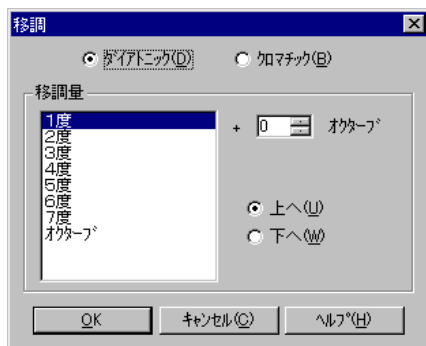 移調
ﾀﾞｲｱﾄﾆｯｸ(D) ｸﾛﾏﾁｯｸ(B)
移調量
1度
2度
3度
4度
5度
6度
7度
ｵｸﾀｰﾌﾞ
+ 0 ｵｸﾀｰﾌﾞ
上へ(U)
下へ(W)
OK ｷｬﾝｾﾙ(C) ﾍﾙﾌﾟ(H)